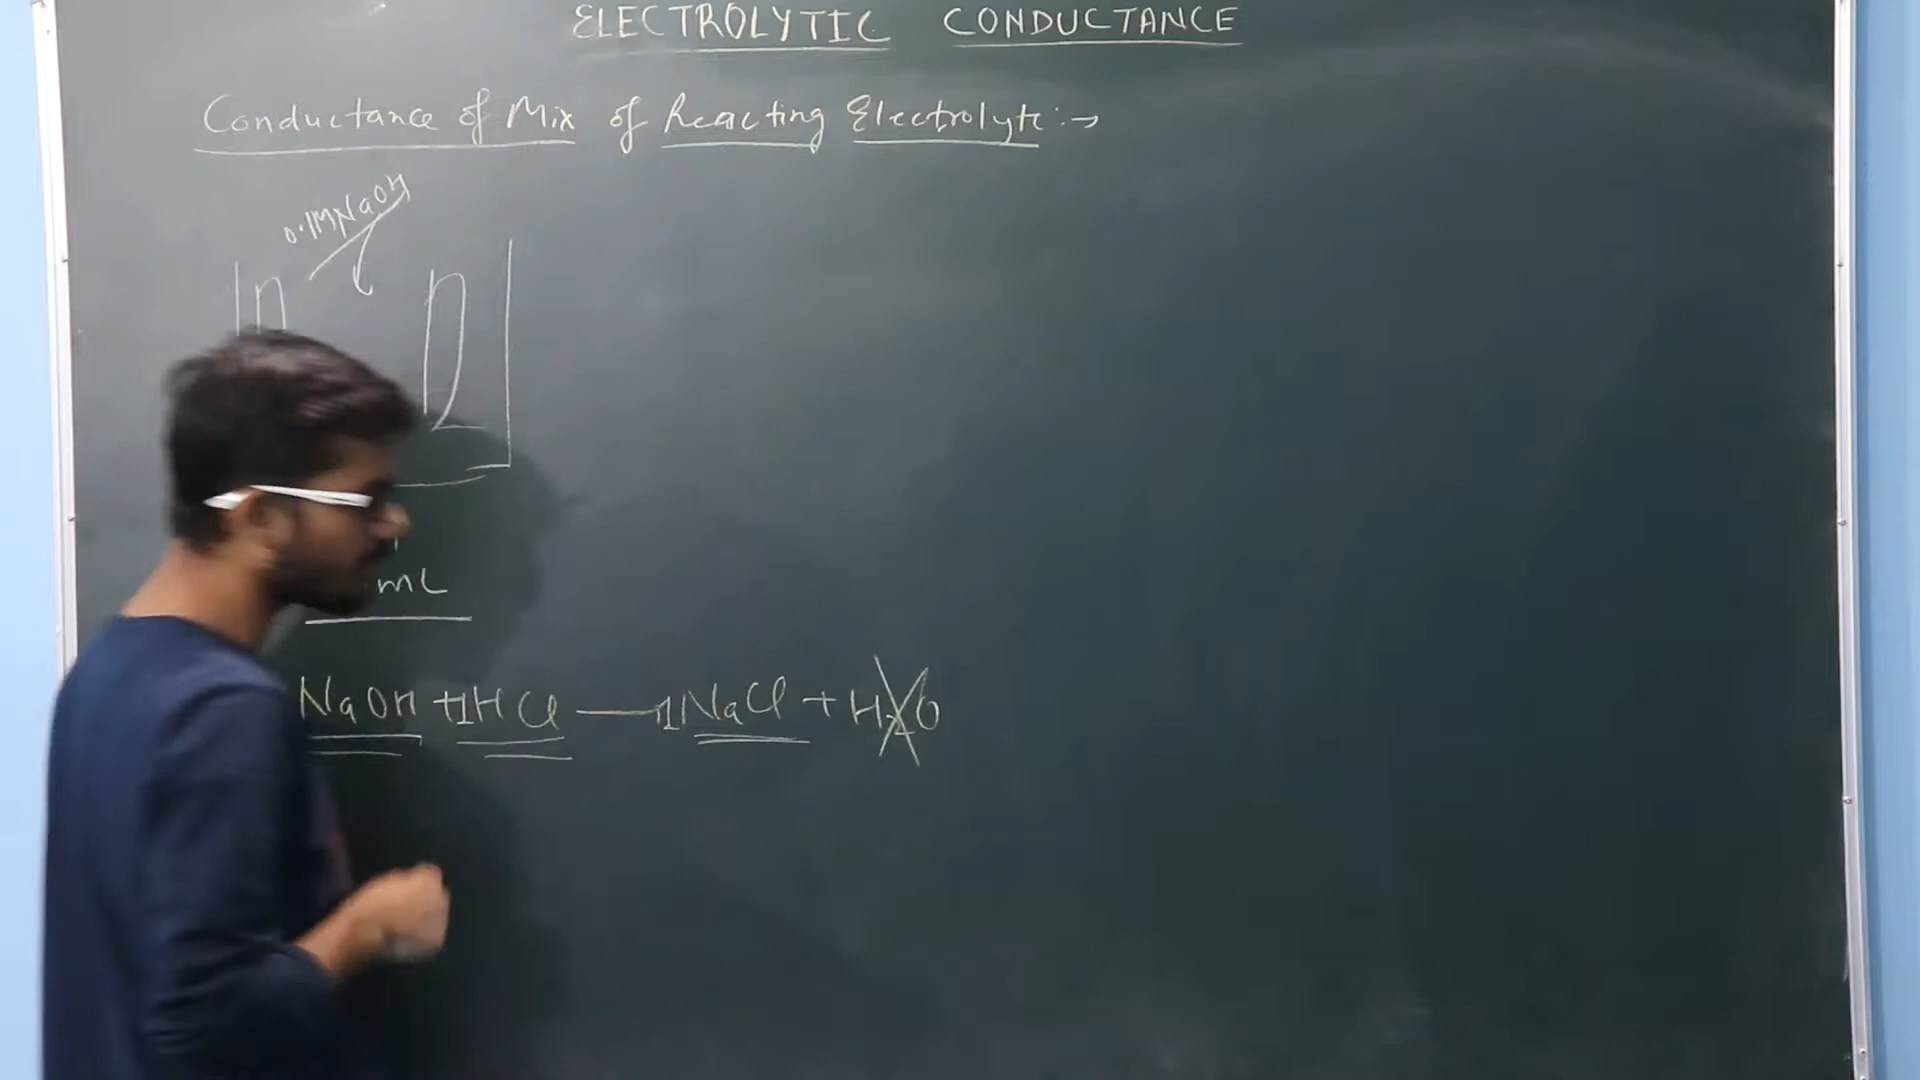 ELECTROLYTIC CONDUCTANCE
Conductance of Mix of Reacting Electrolyte :→
0.1M NaOH
mL
NaOH + 1HCl — 1NaCl + H2O